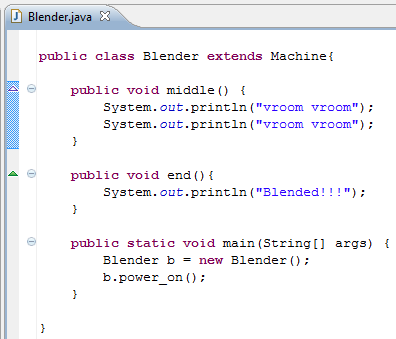 Blender.java
public class Blender extends Machine{
public void middle() {
System.out.println("vroom vroom");
System.out.println("vroom vroom");
}
public void end(){
System.out.println("Blended!!!");
}
public static void main(String[] args) {
Blender b = new Blender();
b.power_on();
}
}